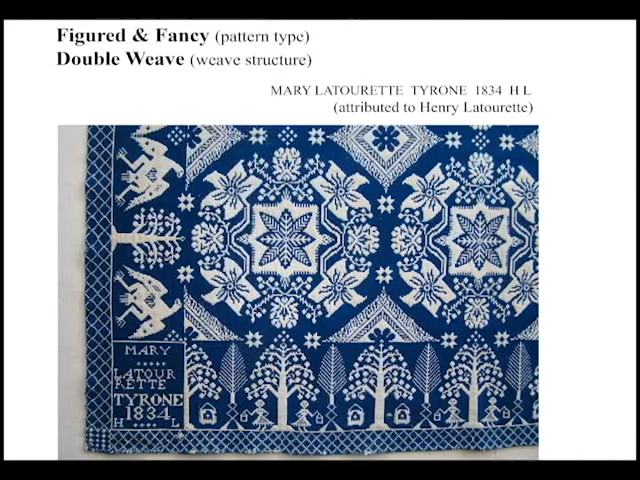 Figured & Fancy (pattern type)
Double Weave (weave structure)
MARY LATOURETTE TYRONE 1834 H L
(attributed to Henry Latourette)
MARY
LATOUR
RETTE
TYRONE
1834
H L